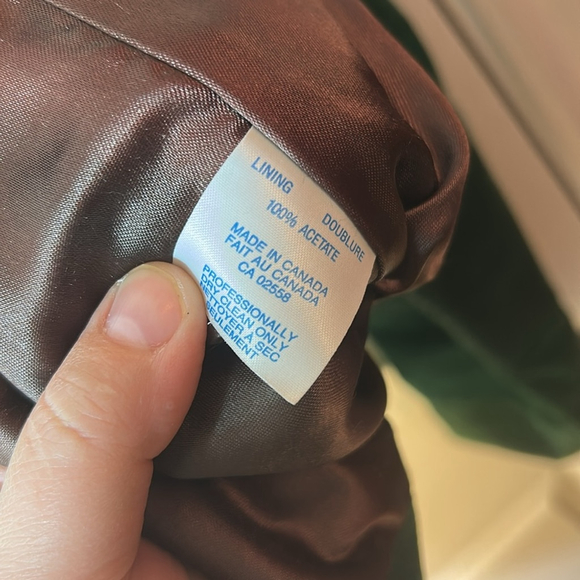 LINING DOUBLURE
100% ACETATE
MADE IN CANADA
FAIT AU CANADA
CA 02558
PROFESSIONALLY
DRY CLEAN ONLY
NETTOYER A SEC
SEULEMENT